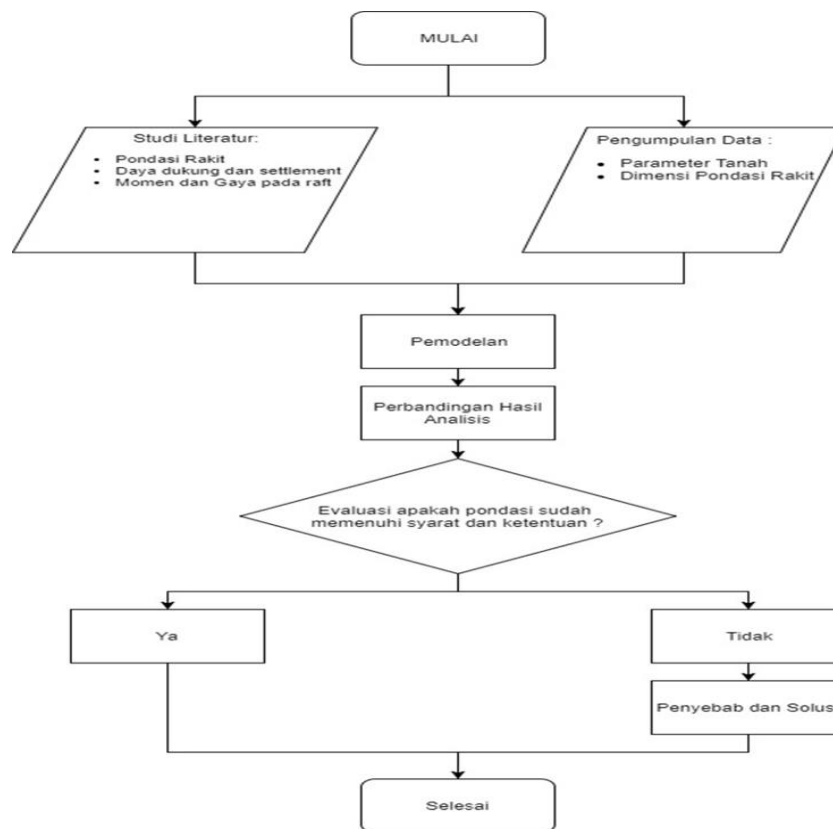 MULAI
Studi Literatur:
• Pondasi Rakit
• Daya dukung dan settlement
• Momen dan Gaya pada raft
Pengumpulan Data :
• Parameter Tanah
• Dimensi Pondasi Rakit
Pemodelan
Perbandingan Hasil
Analisis
Evaluasi apakah pondasi sudah
memenuhi syarat dan ketentuan ?
Ya
Tidak
Penyebab dan Solus
Selesai